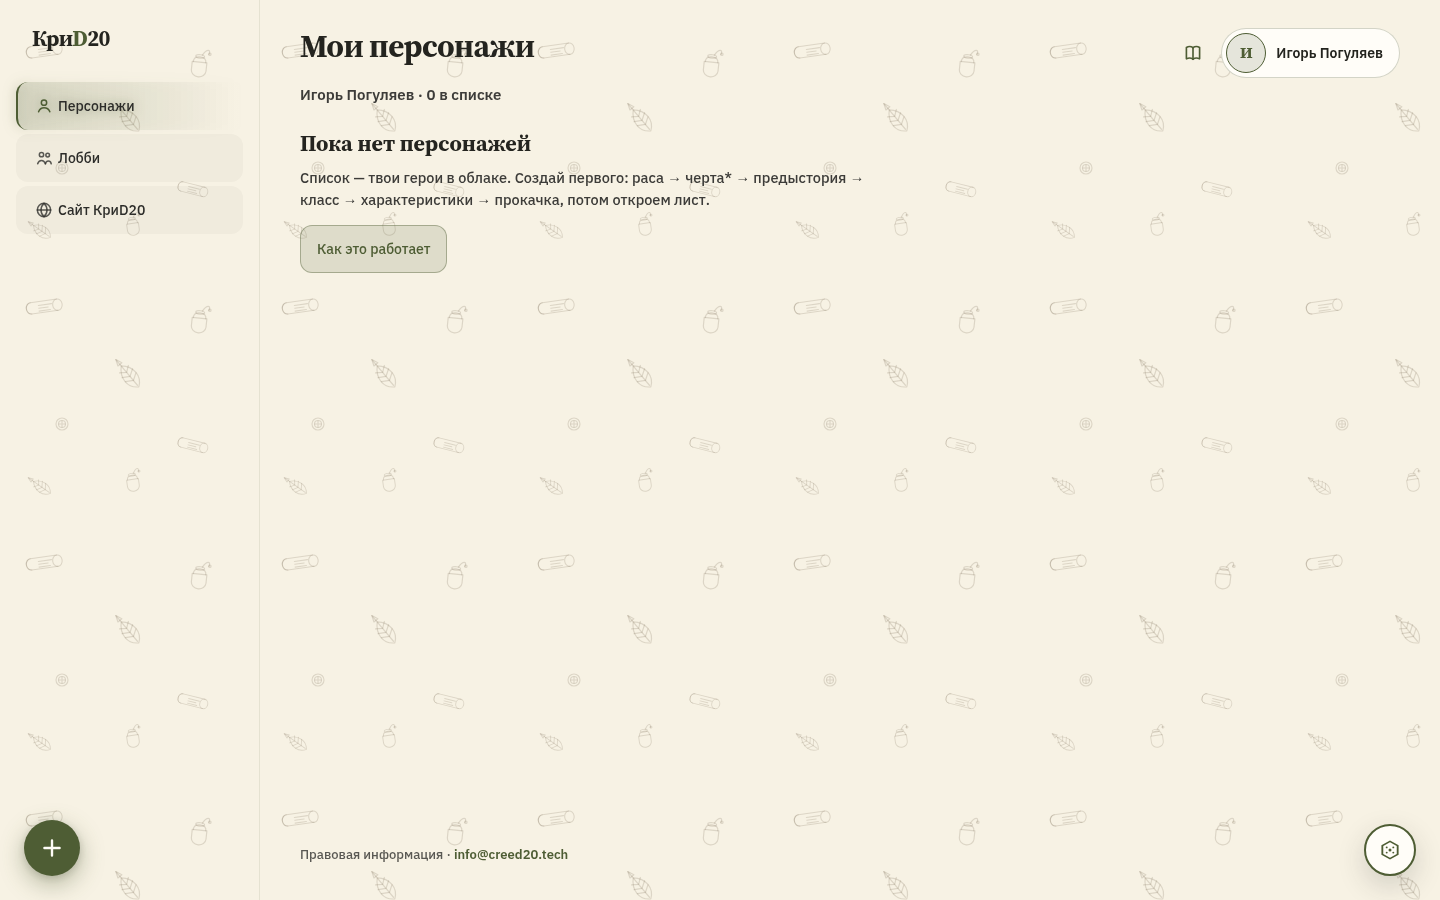 КриD20
Персонажи
Лобби
Сайт КриD20
Мои персонажи
И
Игорь Погуляев
Игорь Погуляев · 0 в списке
Пока нет персонажей
Список — твои герои в облаке. Создай первого: раса → черта* → предыстория →
класс → характеристики → прокачка, потом откроем лист.
Как это работает
Правовая информация · info@creed20.tech